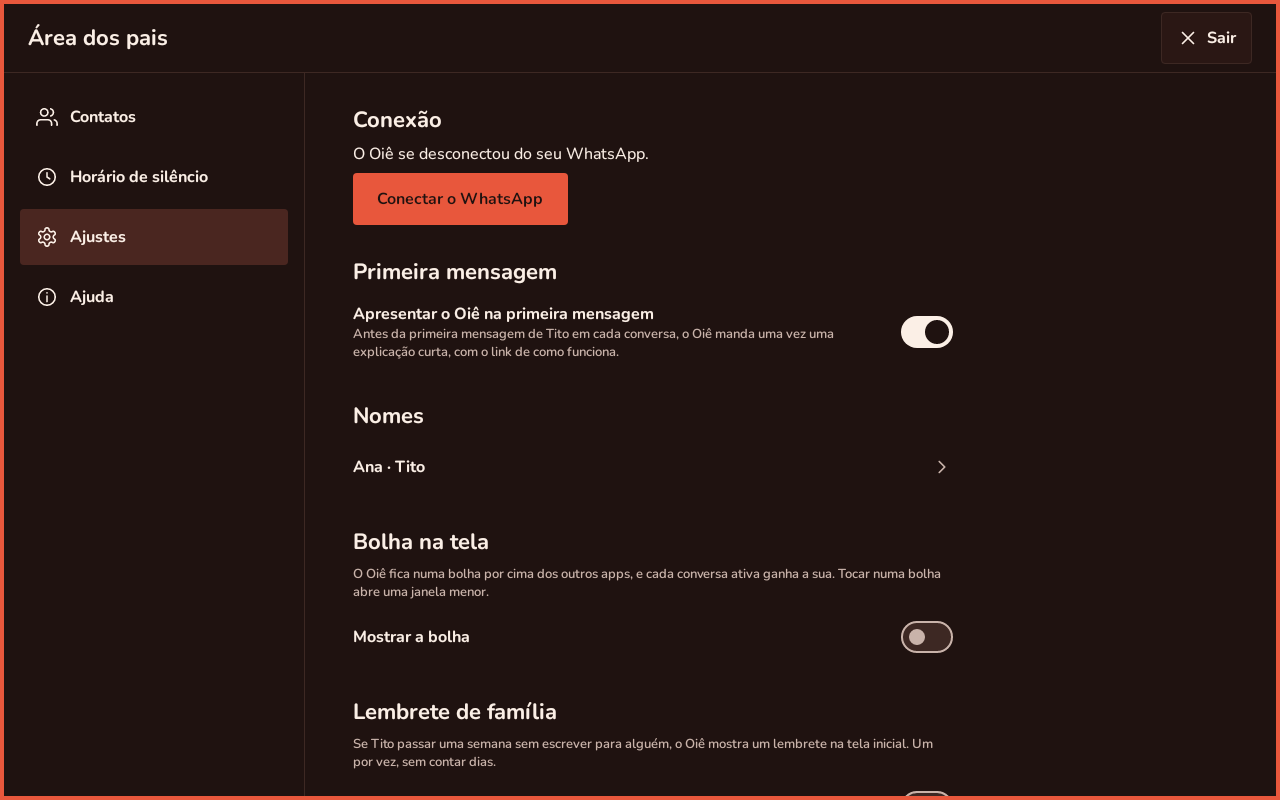 Área dos pais
Sair
Contatos
Horário de silêncio
Ajustes
Ajuda
Conexão
O Oiê se desconectou do seu WhatsApp.
Conectar o WhatsApp
Primeira mensagem
Apresentar o Oiê na primeira mensagem
Antes da primeira mensagem de Tito em cada conversa, o Oiê manda uma vez uma
explicação curta, com o link de como funciona.
Nomes
Ana · Tito
Bolha na tela
O Oiê fica numa bolha por cima dos outros apps, e cada conversa ativa ganha a sua. Tocar numa bolha
abre uma janela menor.
Mostrar a bolha
Lembrete de família
Se Tito passar uma semana sem escrever para alguém, o Oiê mostra um lembrete na tela inicial. Um
por vez, sem contar dias.